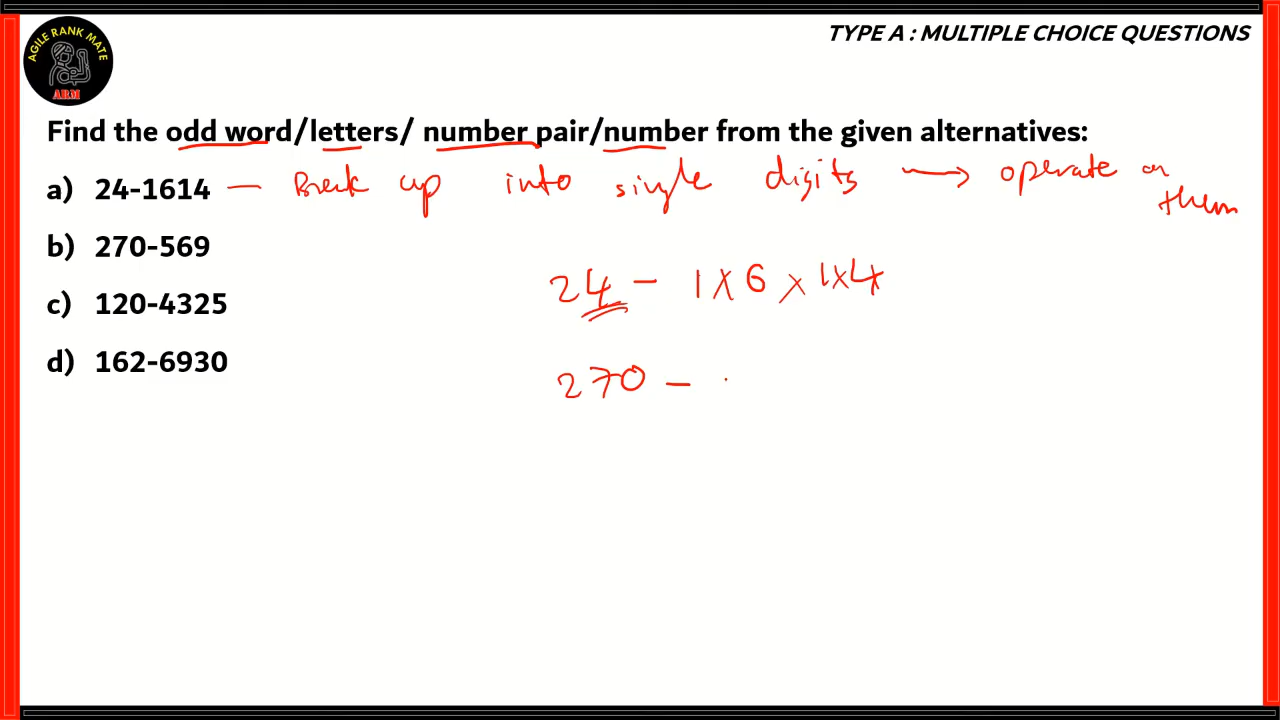 AGILE RANK MATE
ARM
TYPE A : MULTIPLE CHOICE QUESTIONS
Find the odd word/letters/ number pair/number from the given alternatives:
a) 24-1614 — Break up into single digits → operate on
them
b) 270-569
24 — 1 X 6 X 1X4
c) 120-4325
d) 162-6930
270 —